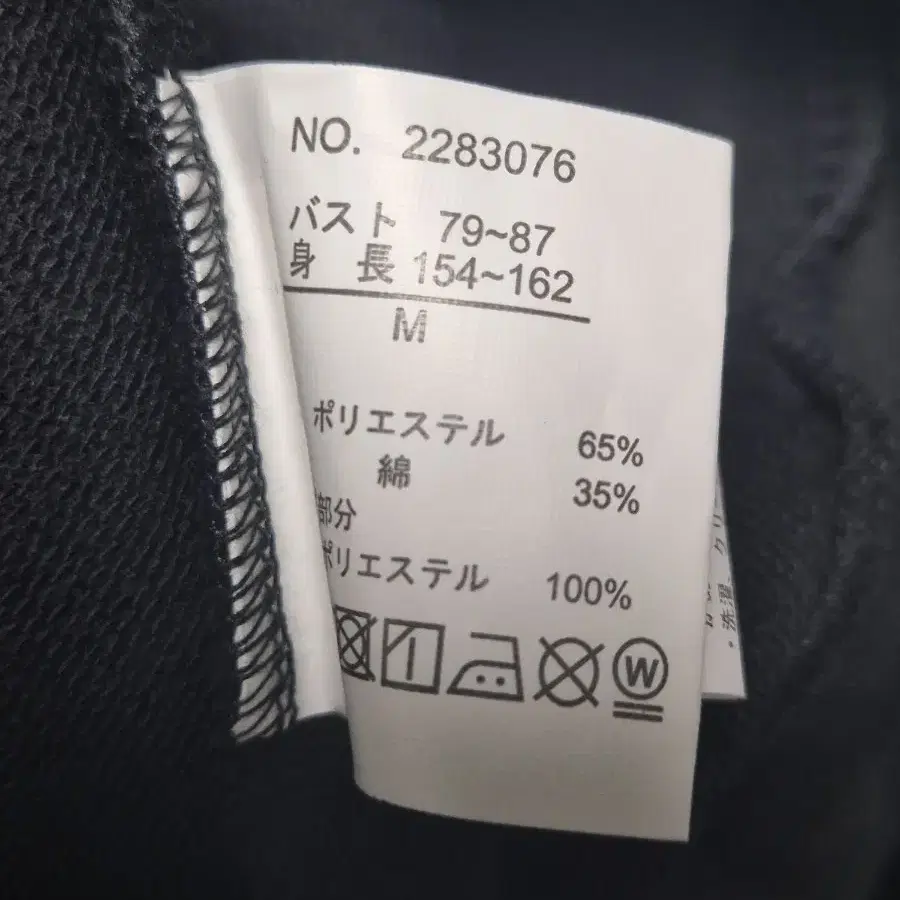 NO. 2283076
バスト 79~87
身 長 154~162
M
ポリエステル 65%
綿 35%
部分
ポリエステル 100%
W